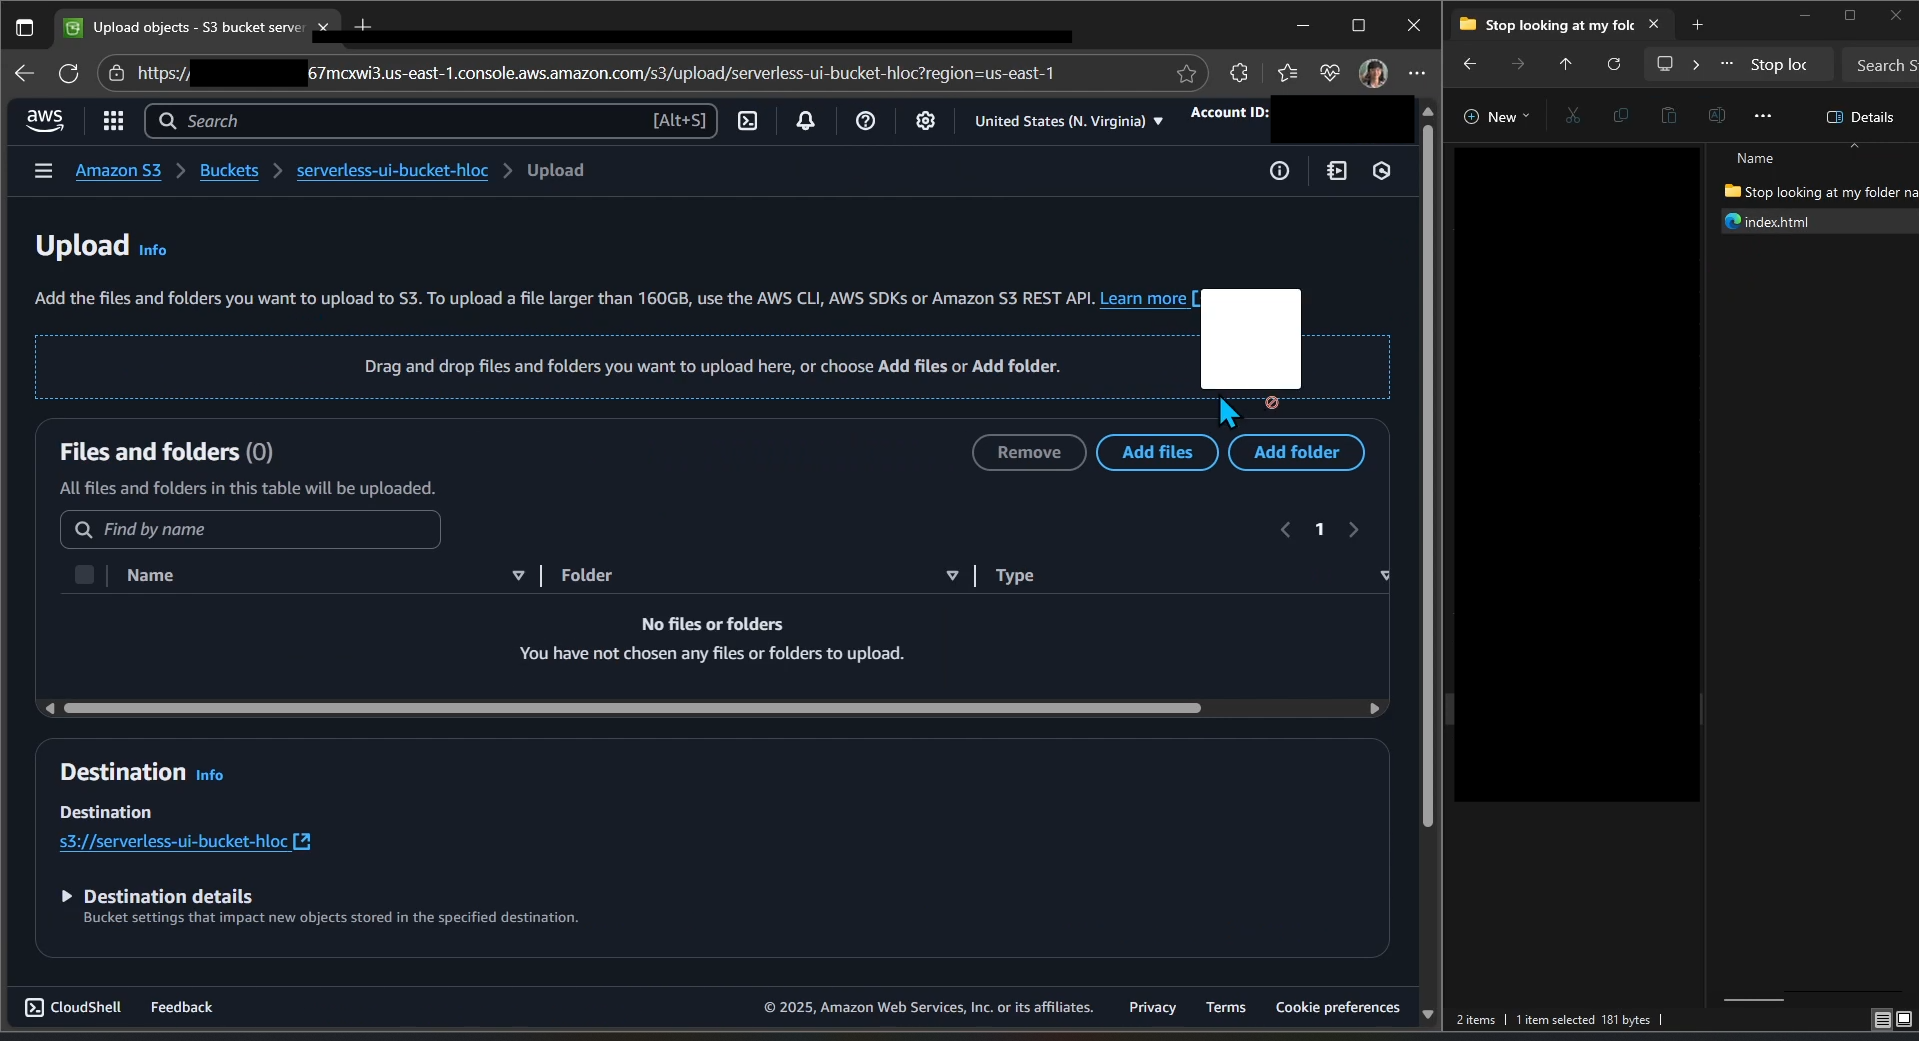 Upload objects - S3 bucket server
https:/
67mcxwi3.us-east-1.console.aws.amazon.com/s3/upload/serverless-ui-bucket-hloc?region=us-east-1
aws
Search
[Alt+S]
United States (N. Virginia)
Account ID:
Amazon S3
Buckets
serverless-ui-bucket-hloc
Upload
Upload Info
Add the files and folders you want to upload to S3. To upload a file larger than 160GB, use the AWS CLI, AWS SDKs or Amazon S3 REST API. Learn more
Drag and drop files and folders you want to upload here, or choose Add files or Add folder.
Files and folders (0)
Remove
Add files
Add folder
All files and folders in this table will be uploaded.
Find by name
1
Name
Folder
Type
No files or folders
You have not chosen any files or folders to upload.
Destination Info
Destination
s3://serverless-ui-bucket-hloc
Destination details
Bucket settings that impact new objects stored in the specified destination.
CloudShell
Feedback
© 2025, Amazon Web Services, Inc. or its affiliates.
Privacy
Terms
Cookie preferences
Stop looking at my
Stop
Search
New
Details
Name
Stop looking at my folder na
index.html
2 items
1 item selected 181 bytes